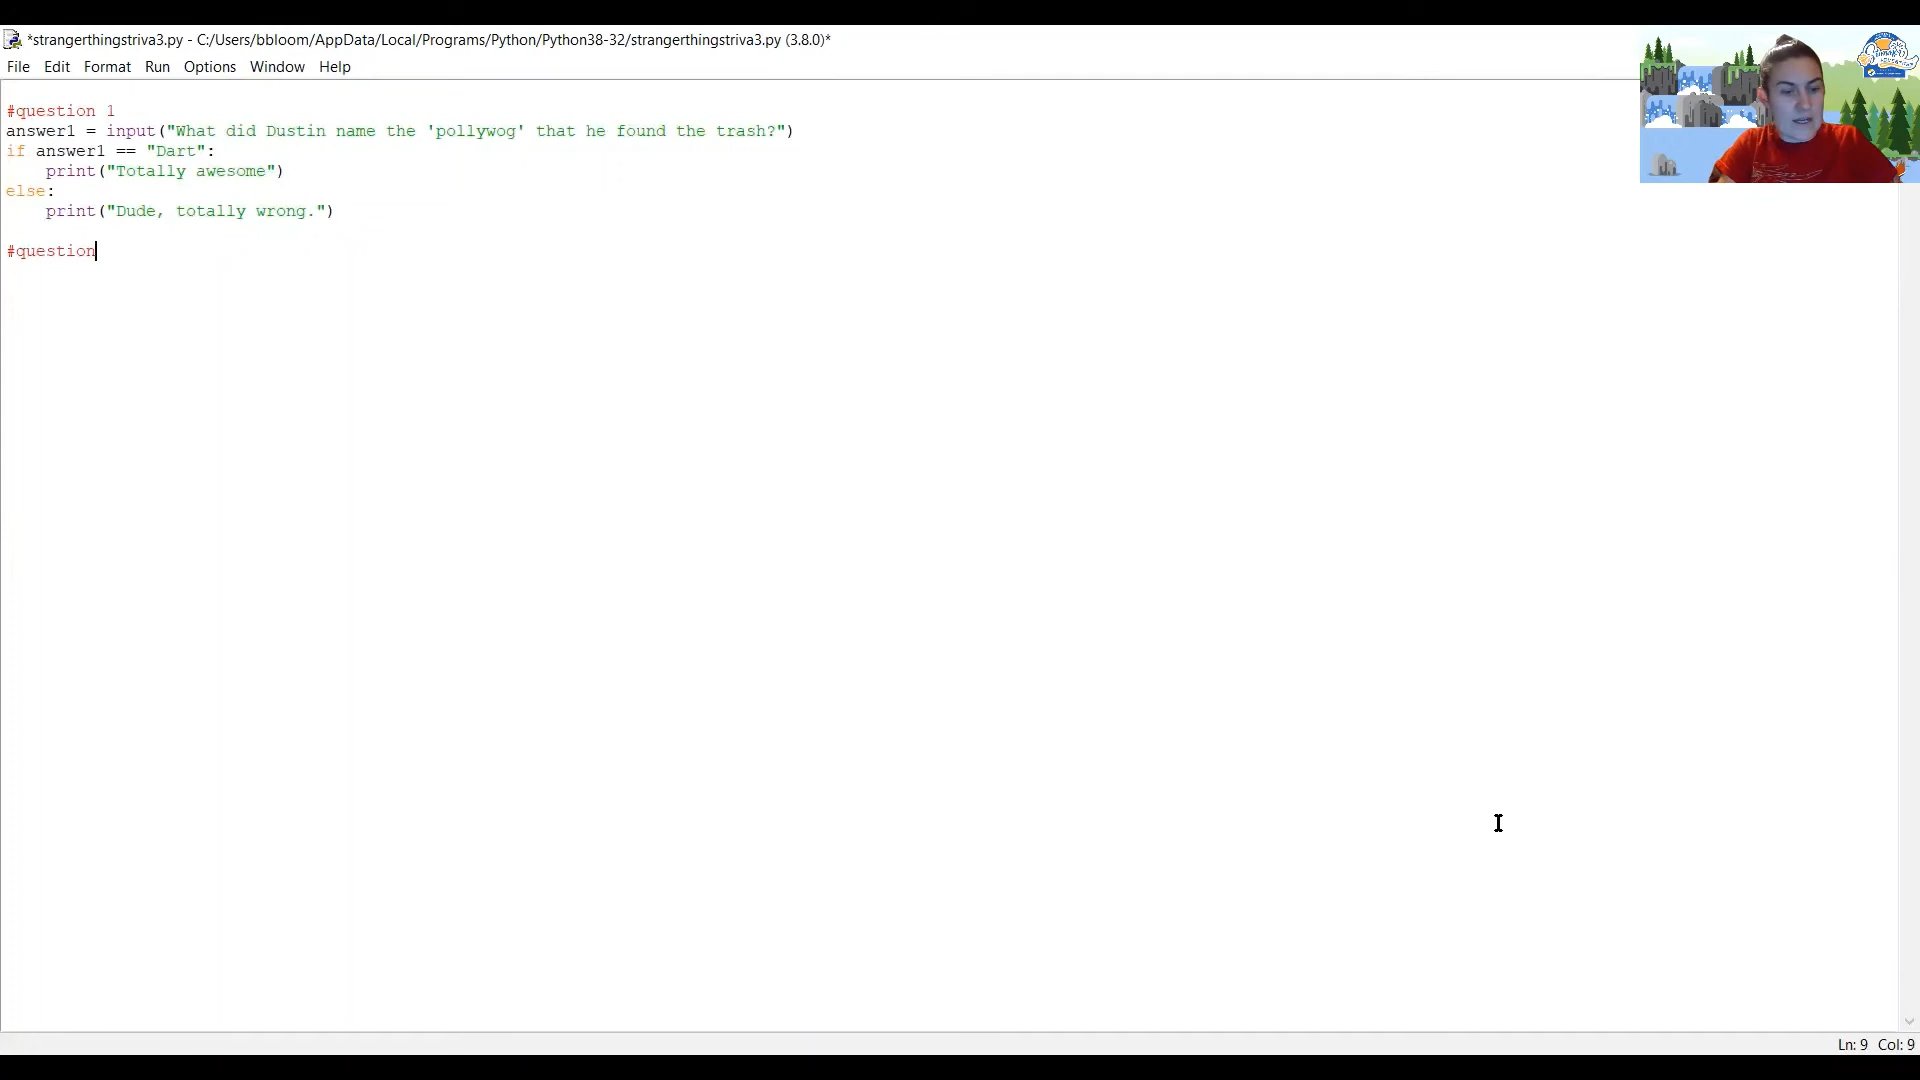 *strangerthingstriva3.py - C:/Users/bbloom/AppData/Local/Programs/Python/Python38-32/strangerthingstriva3.py (3.8.0)*
File Edit Format Run Options Window Help
#question 1
answer1 = input("What did Dustin name the 'pollywog' that he found the trash?")
if answer1 == "Dart":
    print("Totally awesome")
else:
    print("Dude, totally wrong.")
#question
Ln: 9 Col: 9